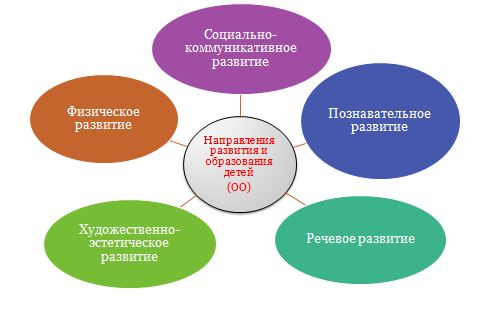 Социально-
коммуникативное
развитие
Физическое
развитие
Познавательное
развитие
Направления
развития и
образования
детей
(ОО)
Художественно-
эстетическое
развитие
Речевое развитие